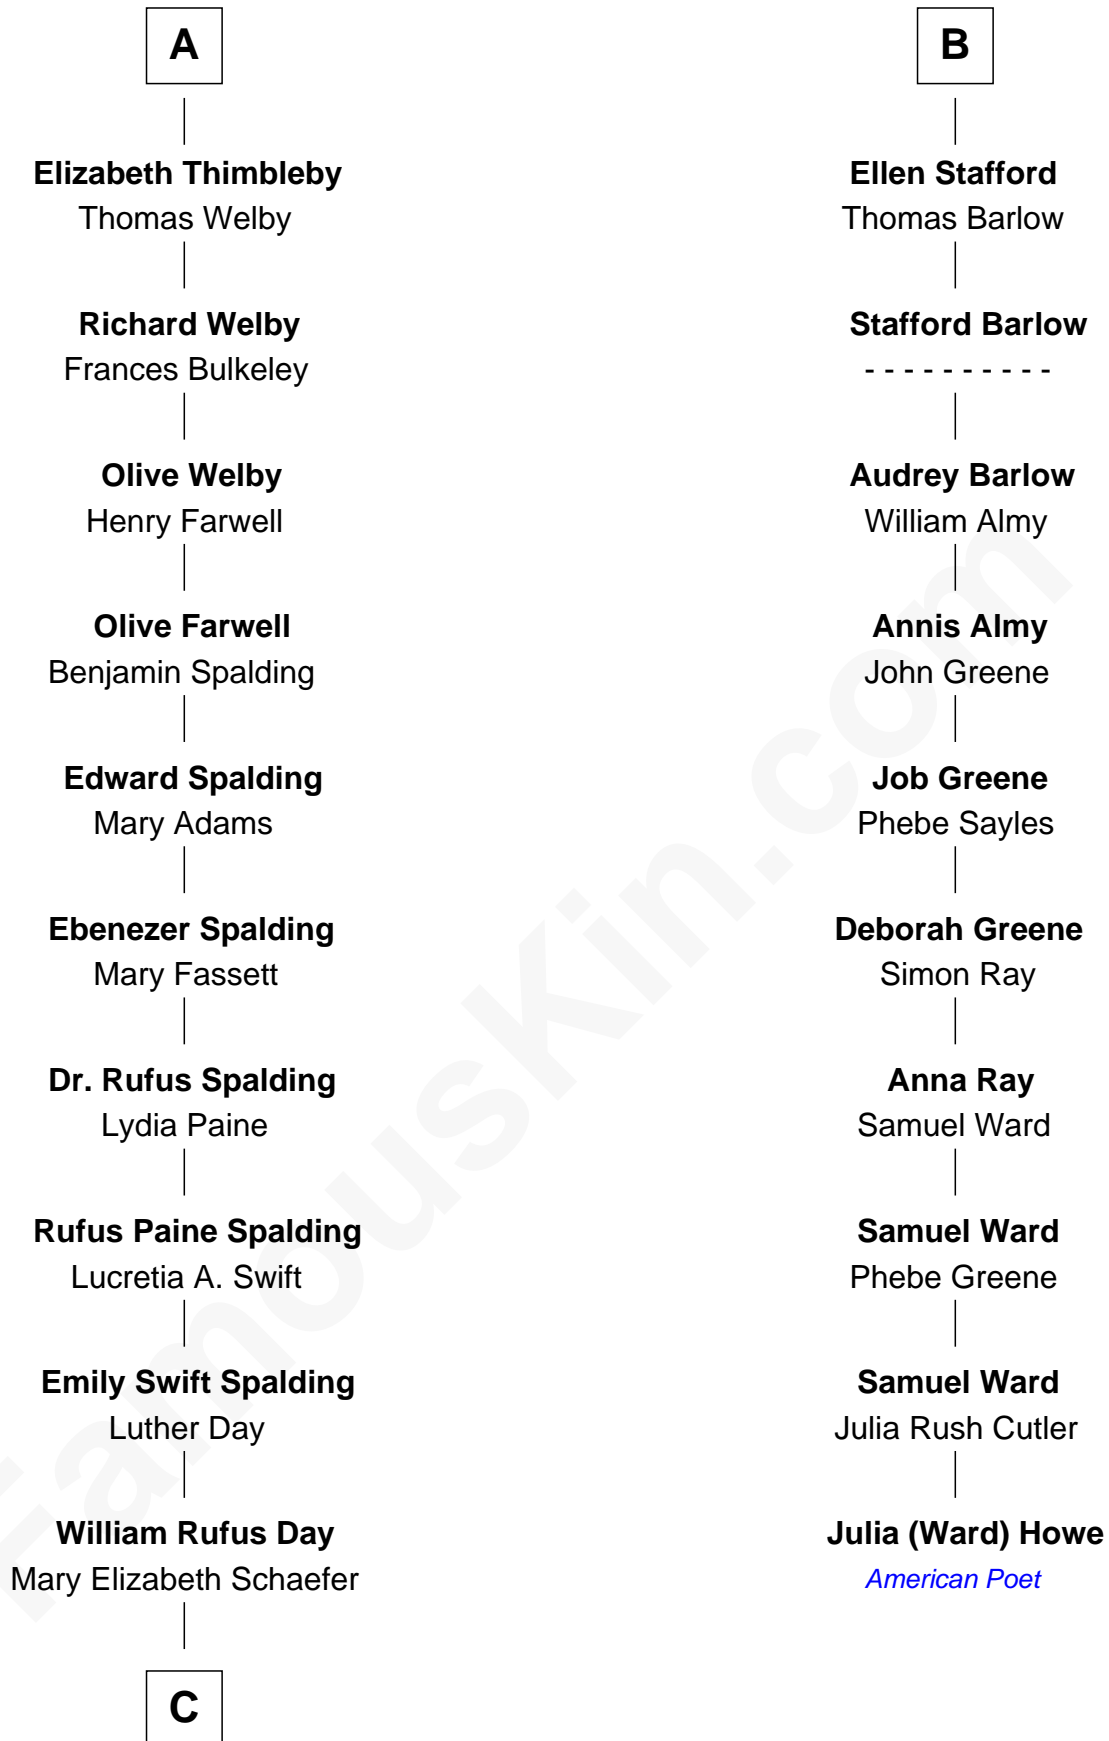 A
Elizabeth Thimbleby
Thomas Welby
Richard Welby
Frances Bulkeley
Olive Welby
Henry Farwell
Olive Farwell
Benjamin Spalding
Edward Spalding
Mary Adams
Ebenezer Spalding
Mary Fassett
Dr. Rufus Spalding
Lydia Paine
Rufus Paine Spalding
Lucretia A. Swift
Emily Swift Spalding
Luther Day
William Rufus Day
Mary Elizabeth Schaefer
C
B
Ellen Stafford
Thomas Barlow
Stafford Barlow
- - - - - - - - - -
Audrey Barlow
William Almy
Annis Almy
John Greene
Job Greene
Phebe Sayles
Deborah Greene
Simon Ray
Anna Ray
Samuel Ward
Samuel Ward
Phebe Greene
Samuel Ward
Julia Rush Cutler
Julia (Ward) Howe
American Poet
FamousKin.com